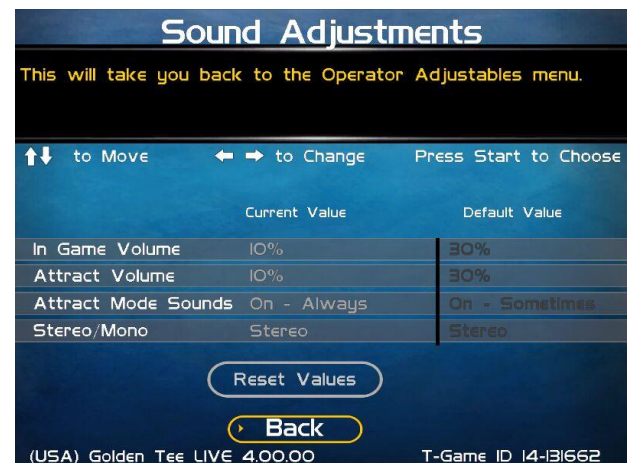 Sound Adjustments
This will take you back to the Operator Adjustables menu.
to Move to Change Press Start to Choose
Current Value Default Value
In Game Volume 10% 30%
Attract Volume 10% 30%
Attract Mode Sounds On - Always On - Sometimes
Stereo/Mono Stereo Stereo
Reset Values
Back
(USA) Golden Tee LIVE 4.00.00 T-Game ID 14-131662